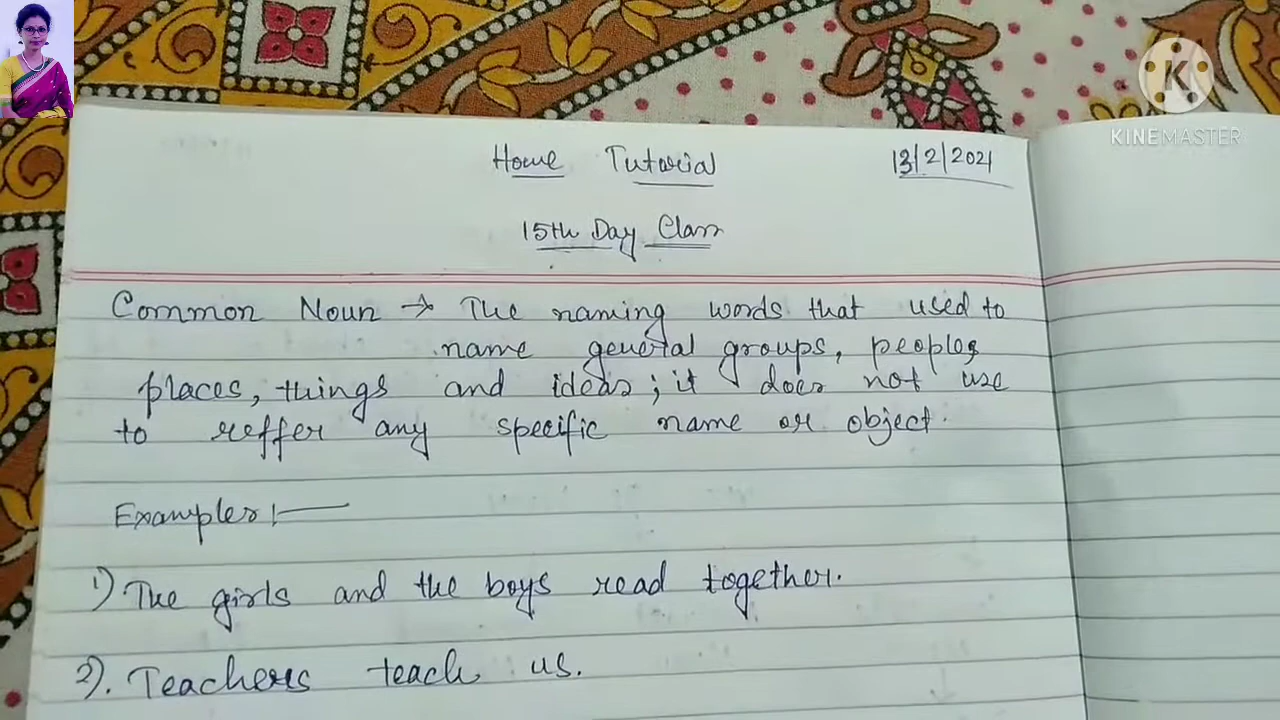 Home Tutorial
13/2/2021
15th Day Class
Common Noun → The naming words that used to
name general groups, peoples,
places, things and ideas; it does not use
to reffer any specific name or object.
Examples:—
1) The girls and the boys read together.
2). Teachers teach us.
K
KINEMASTER